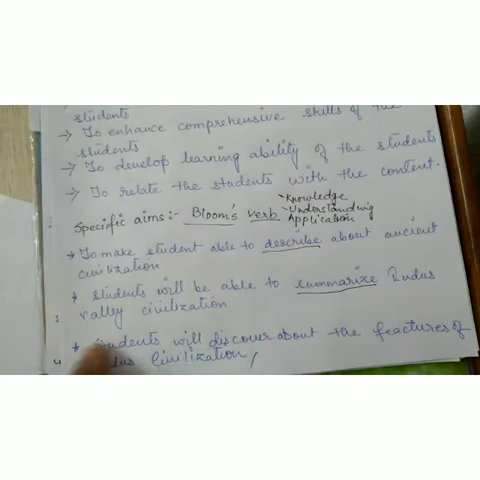 students
→ To enhance comprehensive skills of the
students
→ To develop learning ability of the students
→ To relate the students with the content.
Specific aims:- Bloom's verb
Knowledge
Understanding
Application
* To make student able to describe about ancient
civilization
* students will be able to summarize Indus
valley civilization
* students will discover about the feactures of
Civilization